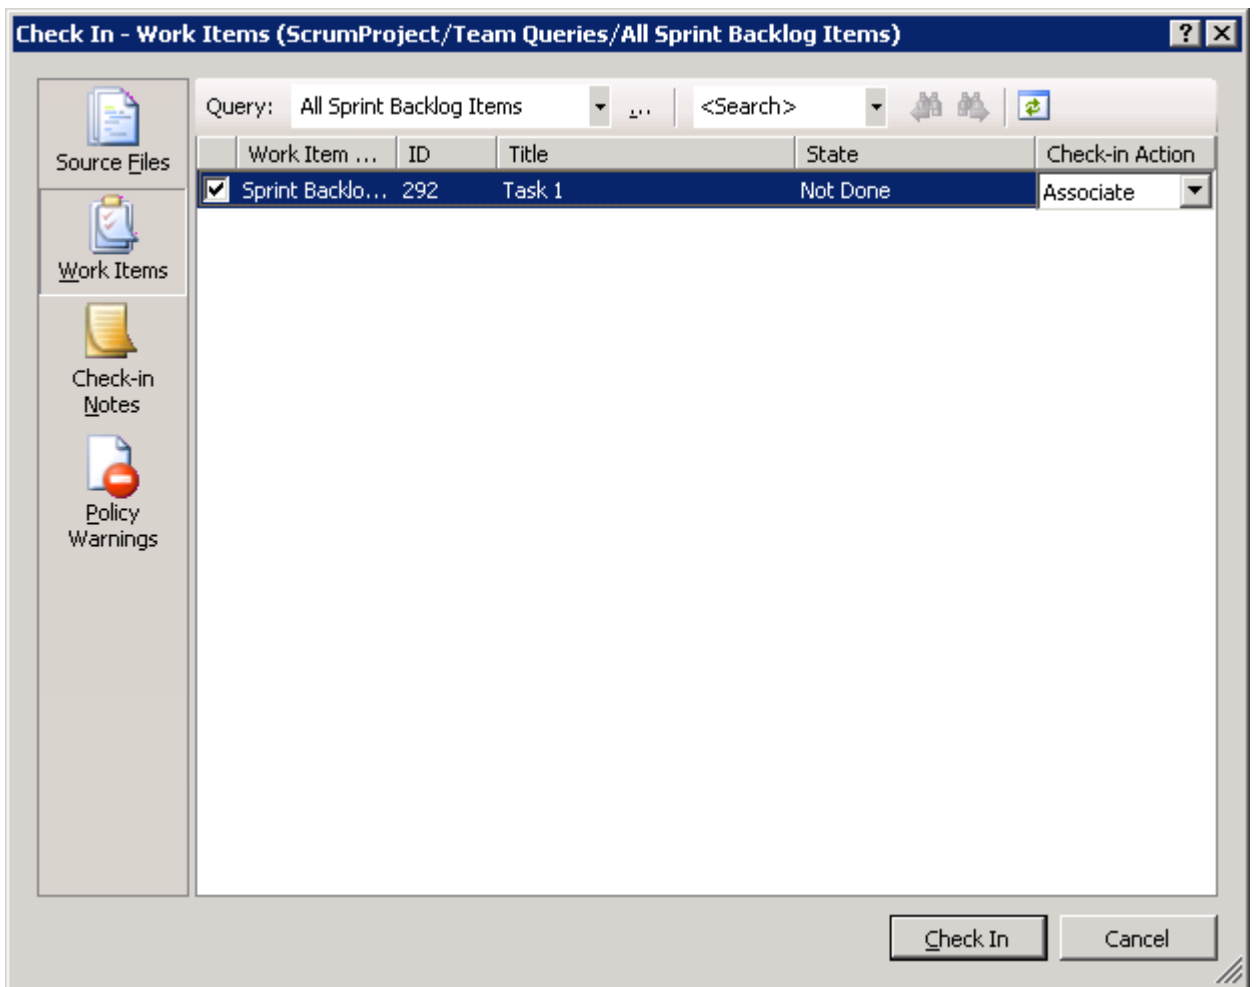 Check In - Work Items (ScrumProject/Team Queries/All Sprint Backlog Items)
Source Files
Work Items
Check-in
Notes
Policy
Warnings
Query: All Sprint Backlog Items ... <Search>
Work Item ... ID Title State Check-in Action
Sprint Backlo... 292 Task 1 Not Done Associate
Check In Cancel